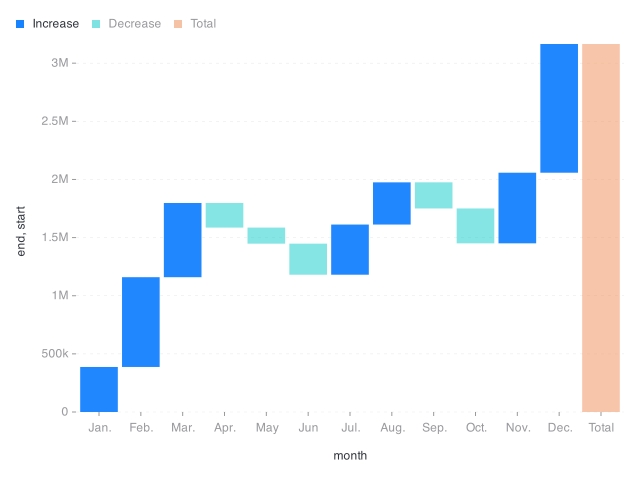 Increase Decrease Total
3M
2.5M
2M
1.5M
1M
500k
0
end, start
Jan. Feb. Mar. Apr. May Jun Jul. Aug. Sep. Oct. Nov. Dec. Total
month